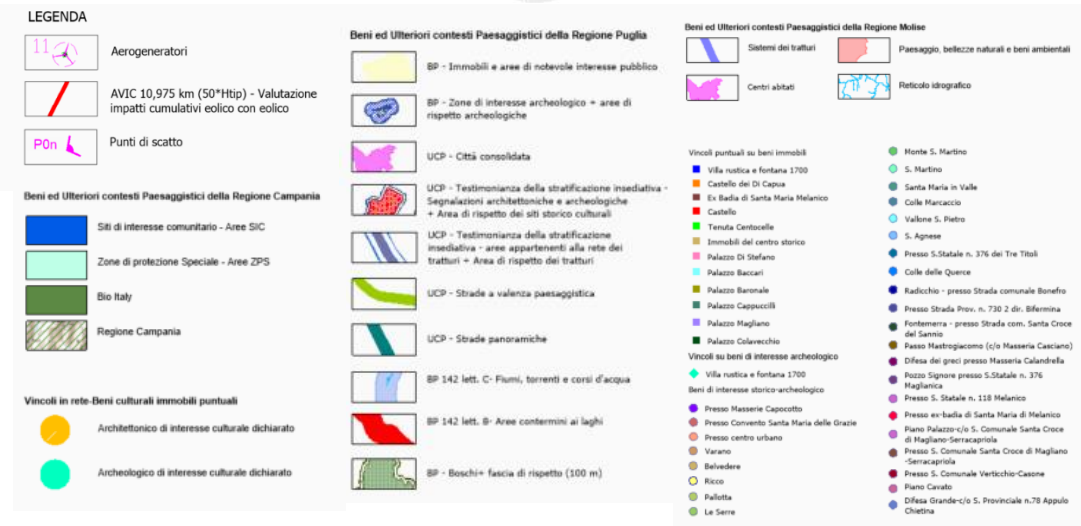 LEGENDA
11
Aerogeneratori
AVIC 10,975 km (50*Htip) - Valutazione
impatti cumulativi eolico con eolico
P0n
Punti di scatto
Beni ed Ulteriori contesti Paesaggistici della Regione Campania
Siti di interesse comunitario - Aree SIC
Zone di protezione Speciale - Aree ZPS
Bio Italy
Regione Campania
Vincoli in rete-Beni culturali immobili puntuali
Architettonico di interesse culturale dichiarato
Archeologico di interesse culturale dichiarato
Beni ed Ulteriori contesti Paesaggistici della Regione Puglia
BP - Immobili e aree di notevole interesse pubblico
BP - Zone di interesse archeologico + aree di
rispetto archeologiche
UCP - Città consolidata
UCP - Testimonianza della stratificazione insediativa -
Segnalazioni architettoniche e archeologiche
+ Area di rispetto dei siti storico culturali
UCP - Testimonianza della stratificazione
insediativa - aree appartenenti alla rete dei
tratturi + Area di rispetto dei tratturi
UCP - Strade a valenza paesaggistica
UCP - Strade panoramiche
BP 142 lett. C- Fiumi, torrenti e corsi d'acqua
BP 142 lett. B- Aree contermini ai laghi
BP - Boschi+ fascia di rispetto (100 m)
Beni ed Ulteriori contesti Paesaggistici della Regione Molise
Sistemi dei tratturi
Paesaggio, bellezze naturali e beni ambientali
Centri abitati
Reticolo idrografico
Vincoli puntuali su beni immobili
Villa rustica e fontana 1700
Castello dei Di Capua
Ex Badia di Santa Maria Melanico
Castello
Tenuta Centocelle
Immobili del centro storico
Palazzo Di Stefano
Palazzo Baccari
Palazzo Baronale
Palazzo Cappuccilli
Palazzo Magliano
Palazzo Colavecchio
Vincoli su beni di interesse archeologico
Villa rustica e fontana 1700
Beni di interesse storico-archeologico
Presso Masserie Capocotto
Presso Convento Santa Maria delle Grazie
Presso centro urbano
Varano
Belvedere
Ricco
Pallotta
Le Serre
Monte S. Martino
S. Martino
Santa Maria in Valle
Colle Marcaccio
Vallone S. Pietro
S. Agnese
Presso S.Statale n. 376 dei Tre Titoli
Colle delle Querce
Radicchio - presso Strada comunale Bonefro
Presso Strada Prov. n. 730 2 dir. Bifermina
Fontemerra - presso Strada com. Santa Croce
del Sannio
Passo Mastrogiacomo (c/o Masseria Casciano)
Difesa dei greci presso Masseria Calandrella
Pozzo Signore presso S.Statale n. 376
Maglianica
Presso S. Statale n. 118 Melanico
Presso ex-badia di Santa Maria di Melanico
Piano Palazzo-c/o S. Comunale Santa Croce
di Magliano-Serracapriola
Presso S. Comunale Santa Croce di Magliano
-Serracapriola
Presso S. Comunale Verticchio-Casone
Piano Cavato
Difesa Grande-c/o S. Provinciale n.78 Appulo
Chietina